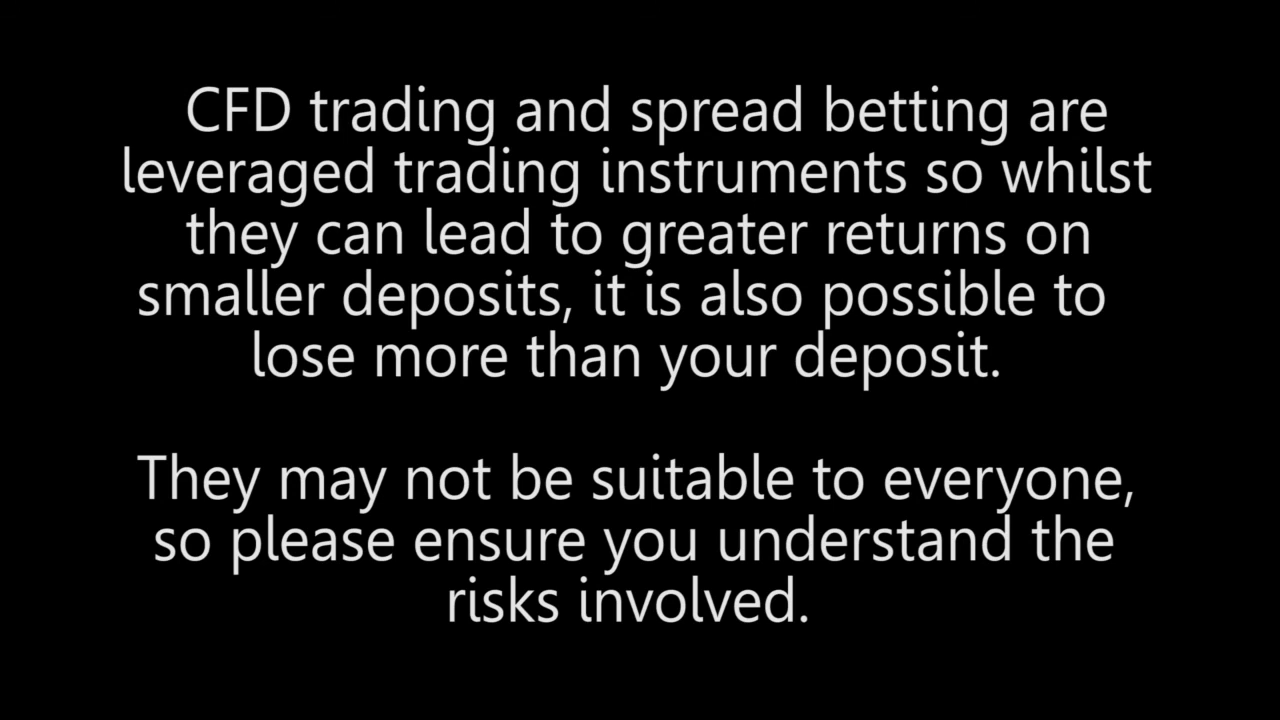 CFD trading and spread betting are
leveraged trading instruments so whilst
they can lead to greater returns on
smaller deposits, it is also possible to
lose more than your deposit.
They may not be suitable to everyone,
so please ensure you understand the
risks involved.